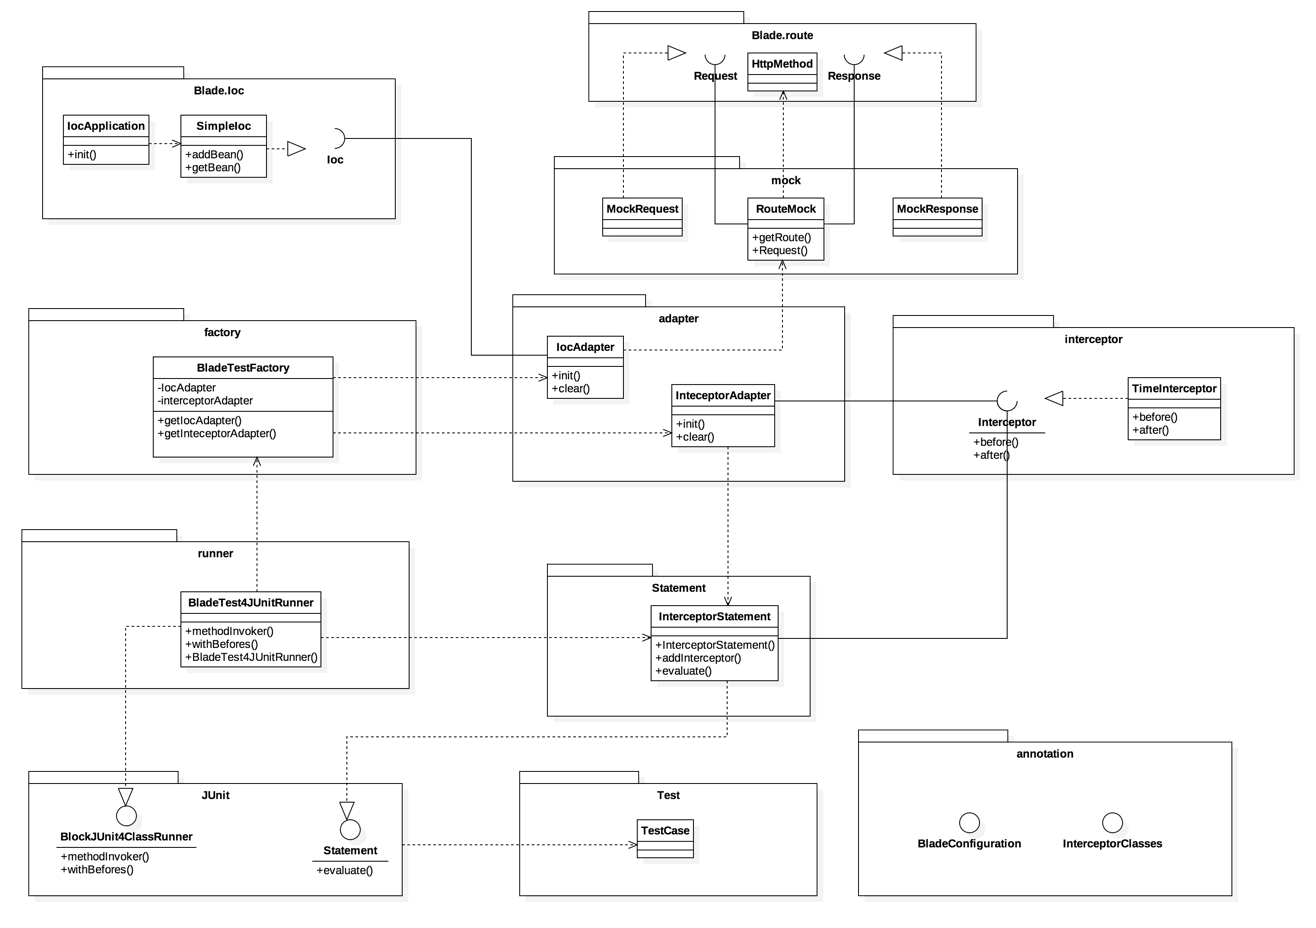 Blade.route
HttpMethod
Request
Response
Blade.Ioc
IocApplication
+init()
SimpleIoc
+addBean()
+getBean()
Ioc
mock
MockRequest
RouteMock
+getRoute()
+Request()
MockResponse
factory
BladeTestFactory
-IocAdapter
-interceptorAdapter
+getIocAdapter()
+getInteceptorAdapter()
adapter
IocAdapter
+init()
+clear()
InteceptorAdapter
+init()
+clear()
interceptor
Interceptor
+before()
+after()
TimeInterceptor
+before()
+after()
runner
BladeTest4JUnitRunner
+methodInvoker()
+withBefores()
+BladeTest4JUnitRunner()
Statement
InterceptorStatement
+InterceptorStatement()
+addInterceptor()
+evaluate()
JUnit
BlockJUnit4ClassRunner
+methodInvoker()
+withBefores()
Statement
+evaluate()
Test
TestCase
annotation
BladeConfiguration
InterceptorClasses